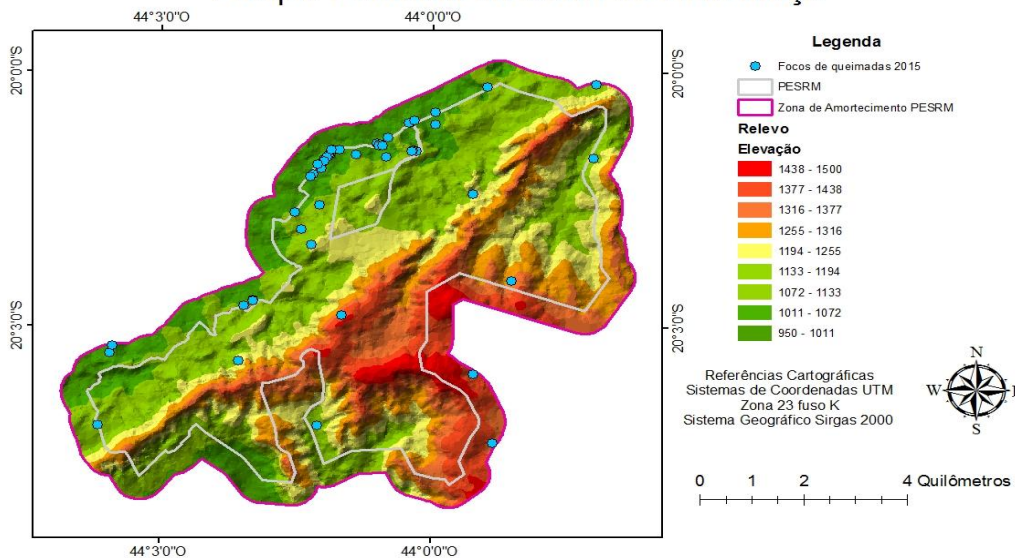 44°3'0"O 44°0'0"O
20°0'0"S
20°0'0"S
20°3'0"S
20°3'0"S
44°3'0"O 44°0'0"O
Legenda
Focos de queimadas 2015
PESRM
Zona de Amortecimento PESRM
Relevo
Elevação
1438 - 1500
1377 - 1438
1316 - 1377
1255 - 1316
1194 - 1255
1133 - 1194
1072 - 1133
1011 - 1072
950 - 1011
Referências Cartográficas
Sistemas de Coordenadas UTM
Zona 23 fuso K
Sistema Geográfico Sirgas 2000
N
W
S
0 1 2 4 Quilômetros